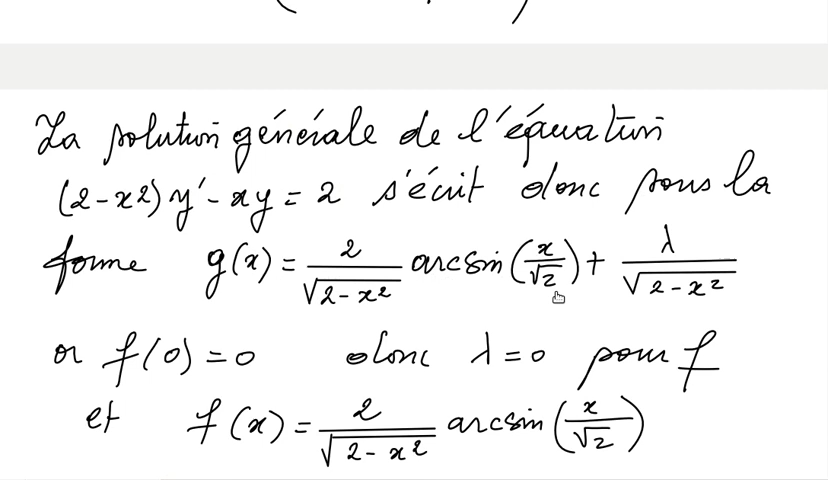 La solution générale de l'équation
(2-x²)y'-xy=2 s'écrit donc sous la
forme g(x)=2/√(2-x²) arcsin(x/√2)+λ/√(2-x²)
or f(0)=0 donc λ=0 pour f
et f(x)=2/√(2-x²) arcsin(x/√2)